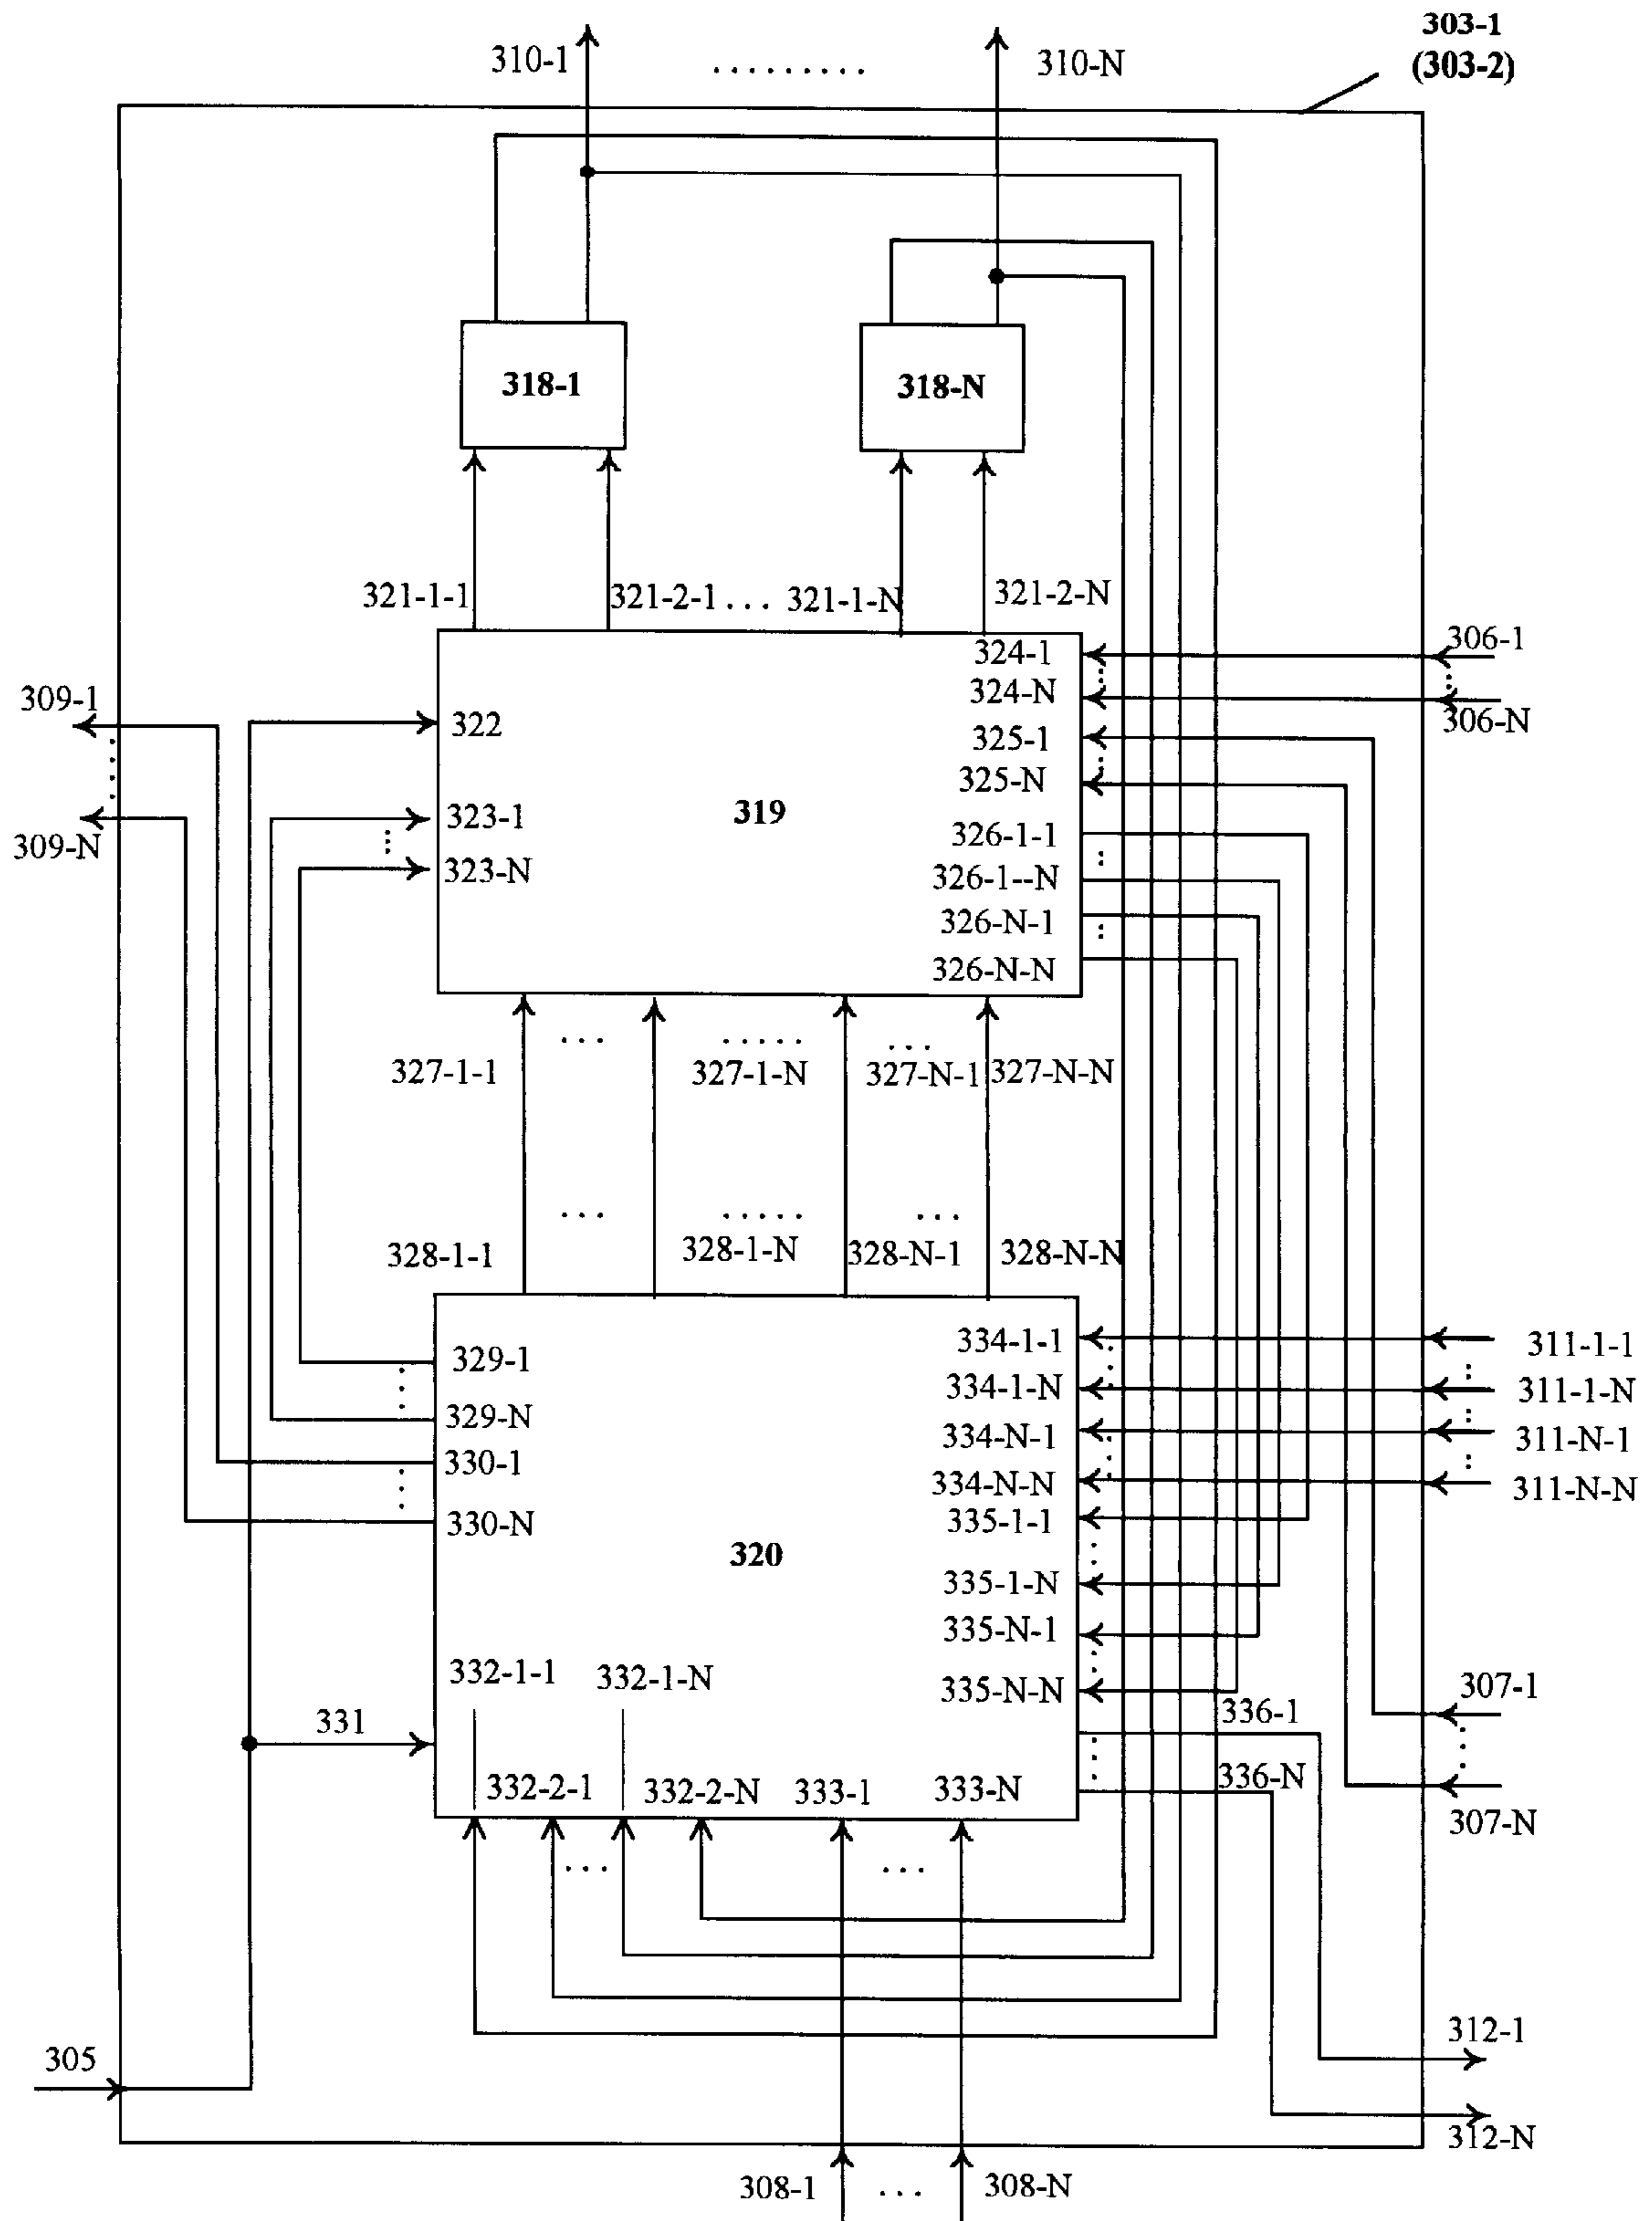 303-1
(303-2)
310-1 ......... 310-N
318-1 318-N
321-1-1 321-2-1 ... 321-1-N 321-2-N
324-1 306-1
324-N 306-N
309-1 322 325-1
325-N
309-N 323-1 319 326-1-1
323-N 326-1--N
326-N-1
326-N-N
... ..... ...
327-1-1 327-1-N 327-N-1 327-N-N
... ..... ...
328-1-1 328-1-N 328-N-1 328-N-N
334-1-1 311-1-1
329-1 334-1-N 311-1-N
329-N 334-N-1 311-N-1
330-1 334-N-N 311-N-N
330-N 335-1-1
320
335-1-N
335-N-1
332-1-1 332-1-N 335-N-N 307-1
331 336-1
332-2-1 332-2-N 333-1 333-N 336-N
307-N
... ...
305 312-1
312-N
308-1 ... 308-N